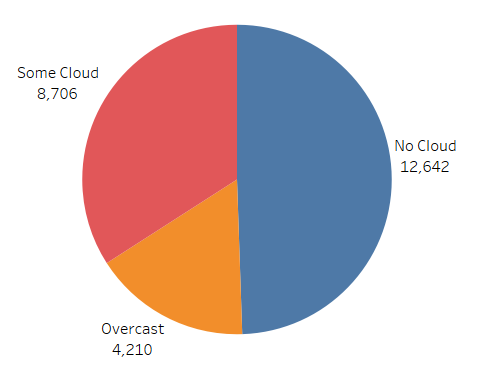 Some Cloud
8,706
No Cloud
12,642
Overcast
4,210